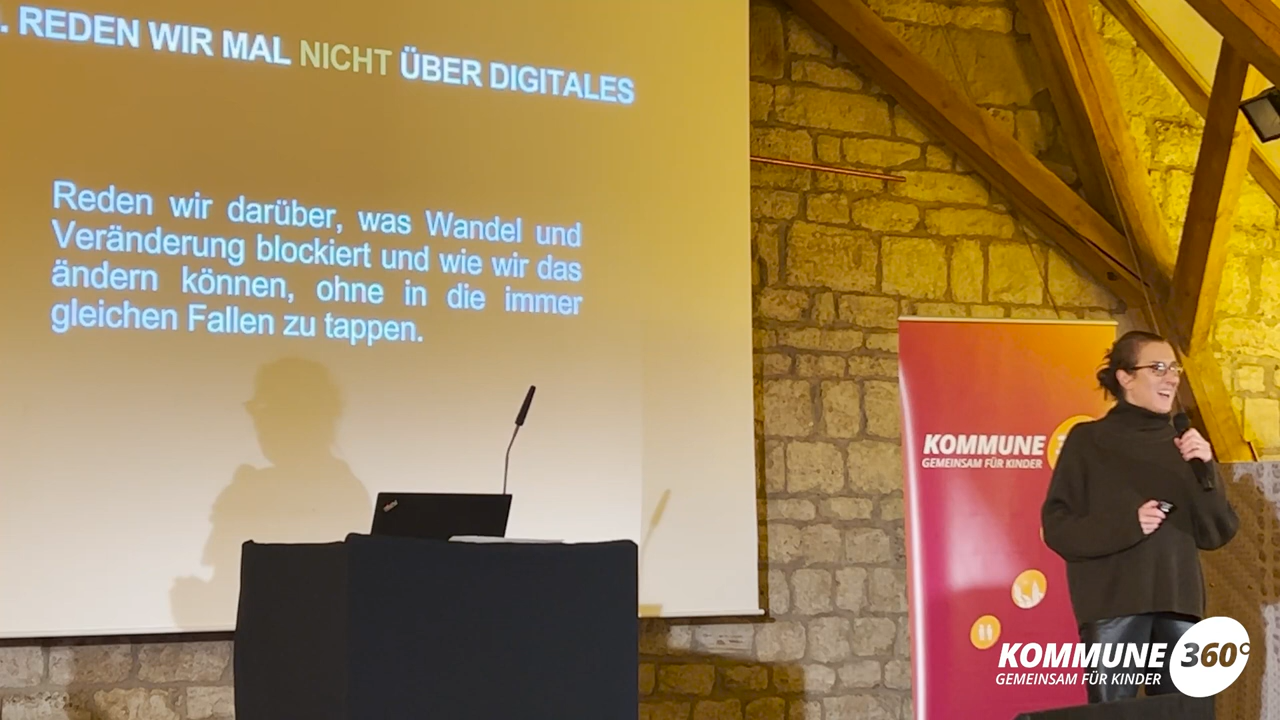 . REDEN WIR MAL NICHT ÜBER DIGITALES
Reden wir darüber, was Wandel und
Veränderung blockiert und wie wir das
ändern können, ohne in die immer
gleichen Fallen zu tappen.
KOMMUNE
GEMEINSAM FÜR KINDER
KOMMUNE 360°
GEMEINSAM FÜR KINDER